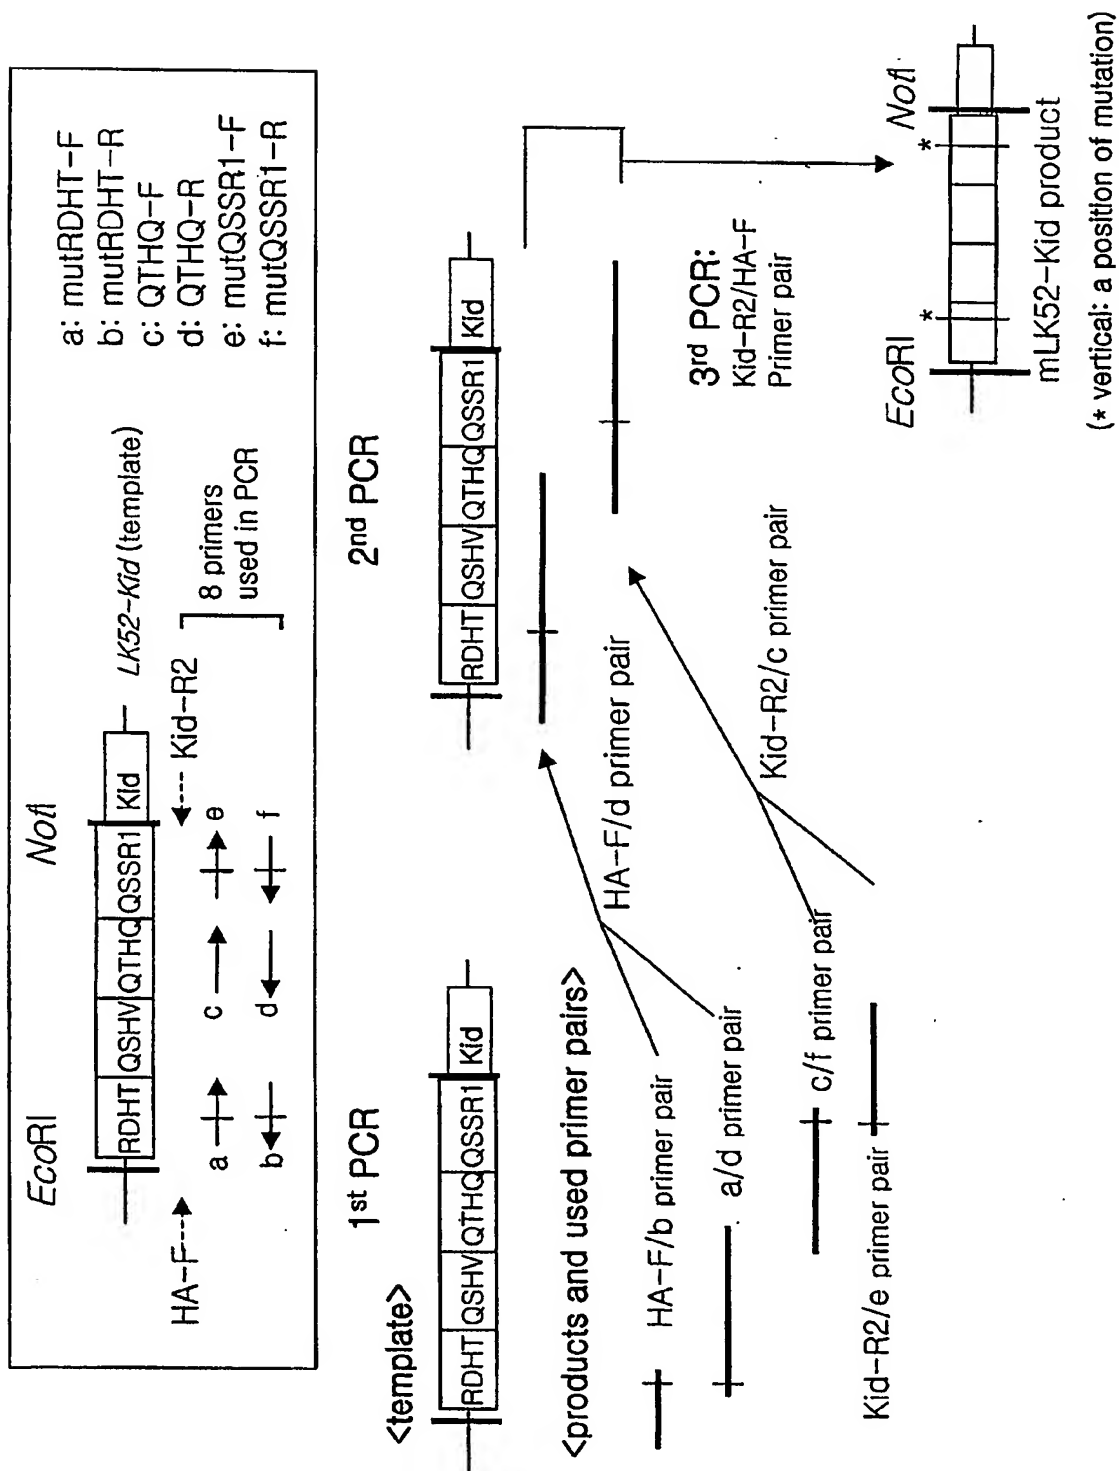 EcoRI
NotI
RDHT QSHV QTHQ QSSR1 Kid
LK52-Kid (template)
HA-F
Kid-R2
8 primers
used in PCR
a
c
e
b
d
f
a: mutRDHT-F
b: mutRDHT-R
c: QTHQ-F
d: QTHQ-R
e: mutQSSR1-F
f: mutQSSR1-R
1st PCR
<template>
RDHT QSHV QTHQ QSSR1 Kid
<products and used primer pairs>
HA-F/b primer pair
a/d primer pair
c/f primer pair
Kid-R2/e primer pair
2nd PCR
RDHT QSHV QTHQ QSSR1 Kid
HA-F/d primer pair
Kid-R2/c primer pair
3rd PCR:
Kid-R2/HA-F
Primer pair
EcoRI
NotI
* *
mLK52-Kid product
(* vertical: a position of mutation)